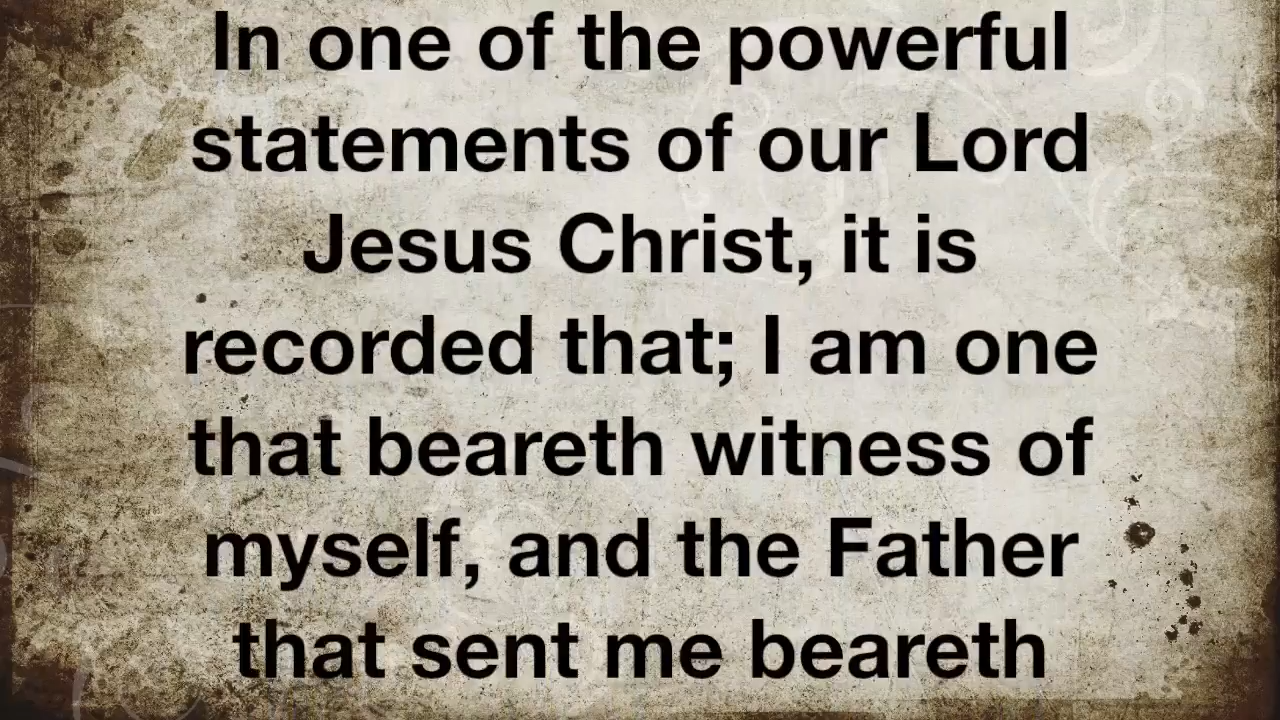 In one of the powerful
statements of our Lord
Jesus Christ, it is
recorded that; I am one
that beareth witness of
myself, and the Father
that sent me beareth